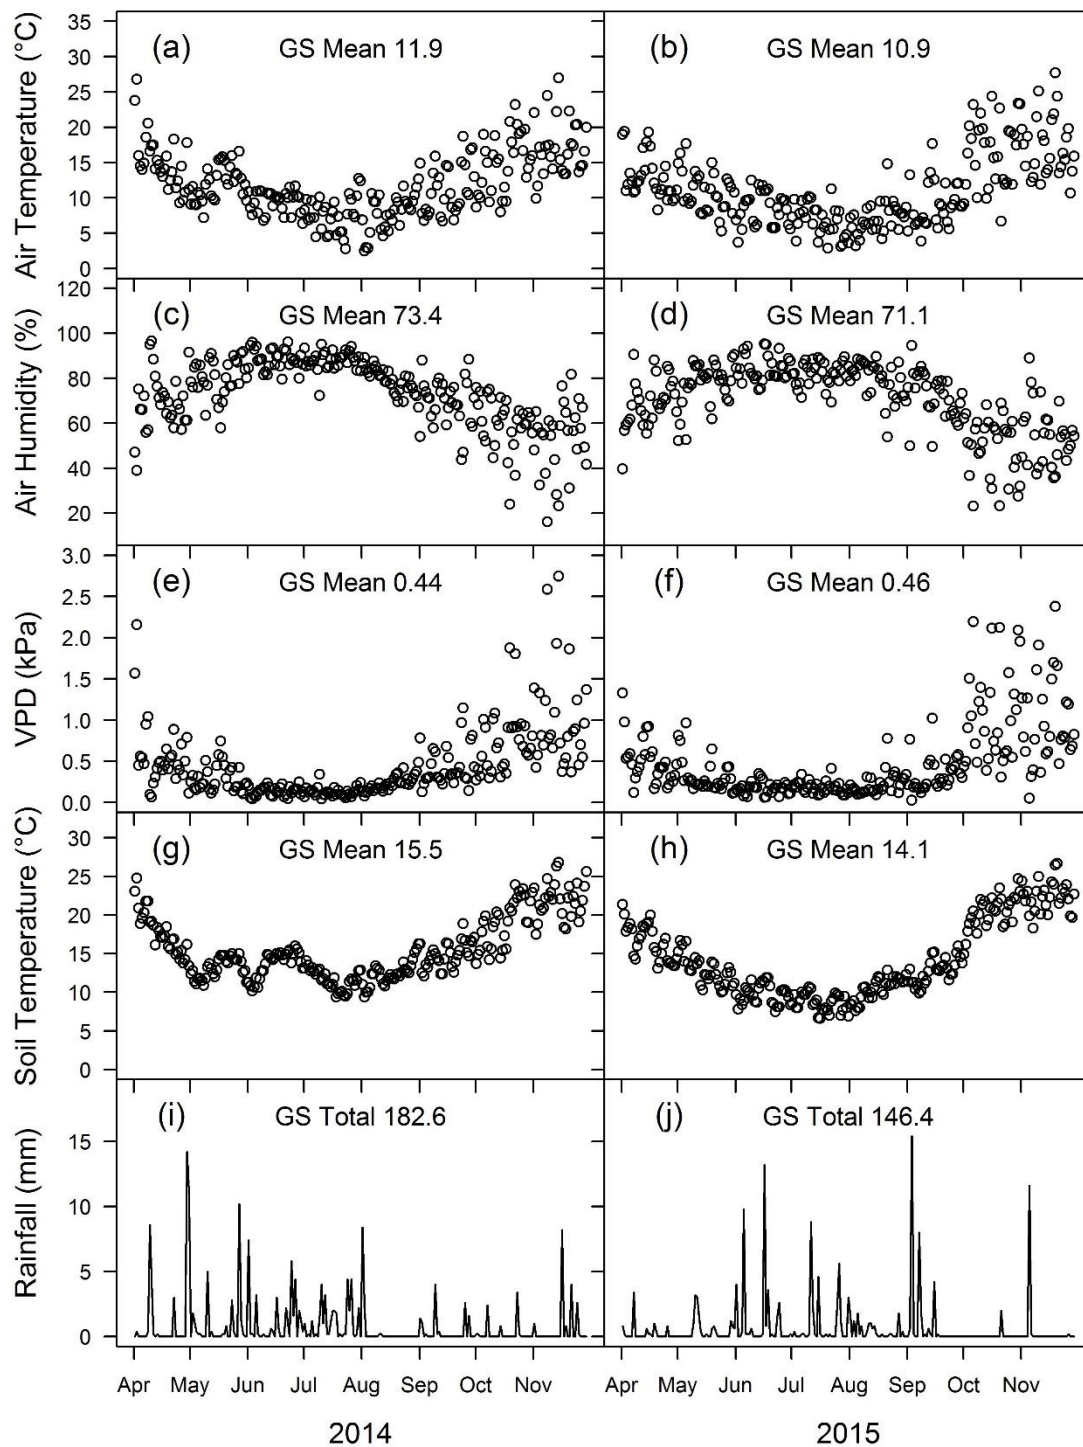 35
30
25
20
15
10
5
0
Air Temperature (°C)
(a) GS Mean 11.9
(b) GS Mean 10.9
120
100
80
60
40
20
Air Humidity (%)
(c) GS Mean 73.4
(d) GS Mean 71.1
3.0
2.5
2.0
1.5
1.0
0.5
0.0
VPD (kPa)
(e) GS Mean 0.44
(f) GS Mean 0.46
30
25
20
15
10
5
0
Soil Temperature (°C)
(g) GS Mean 15.5
(h) GS Mean 14.1
15
10
5
0
Rainfall (mm)
(i) GS Total 182.6
(j) GS Total 146.4
Apr May Jun Jul Aug Sep Oct Nov
Apr May Jun Jul Aug Sep Oct Nov
2014
2015